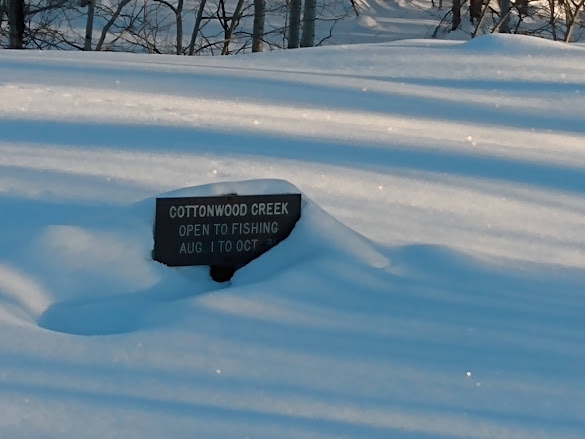 COTTONWOOD CREEK
OPEN TO FISHING
AUG. 1 TO OCT